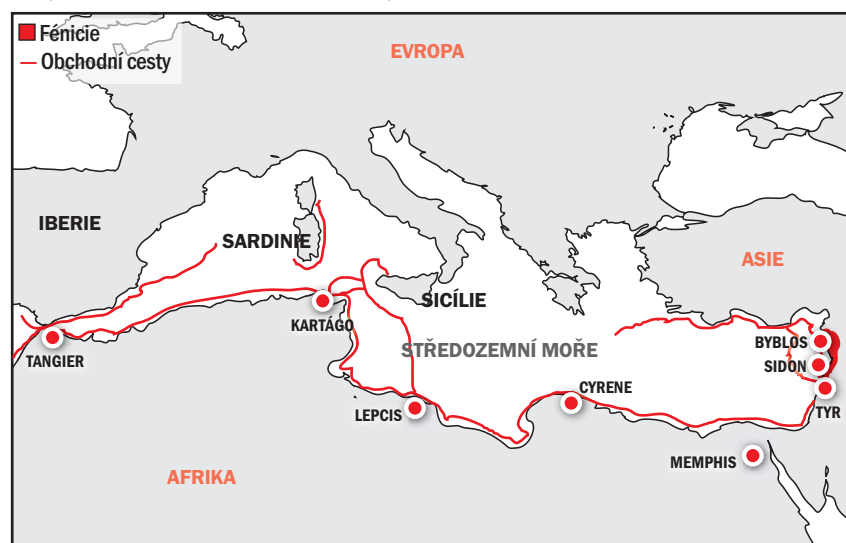 Fénicie
Obchodní cesty
EVROPA
IBERIE
SARDINIE
ASIE
SICÍLIE
KARTÁGO
TANGIER
STŘEDOZEMNÍ MOŘE
BYBLOS
SIDON
TYR
CYRENE
LEPCIS
MEMPHIS
AFRIKA